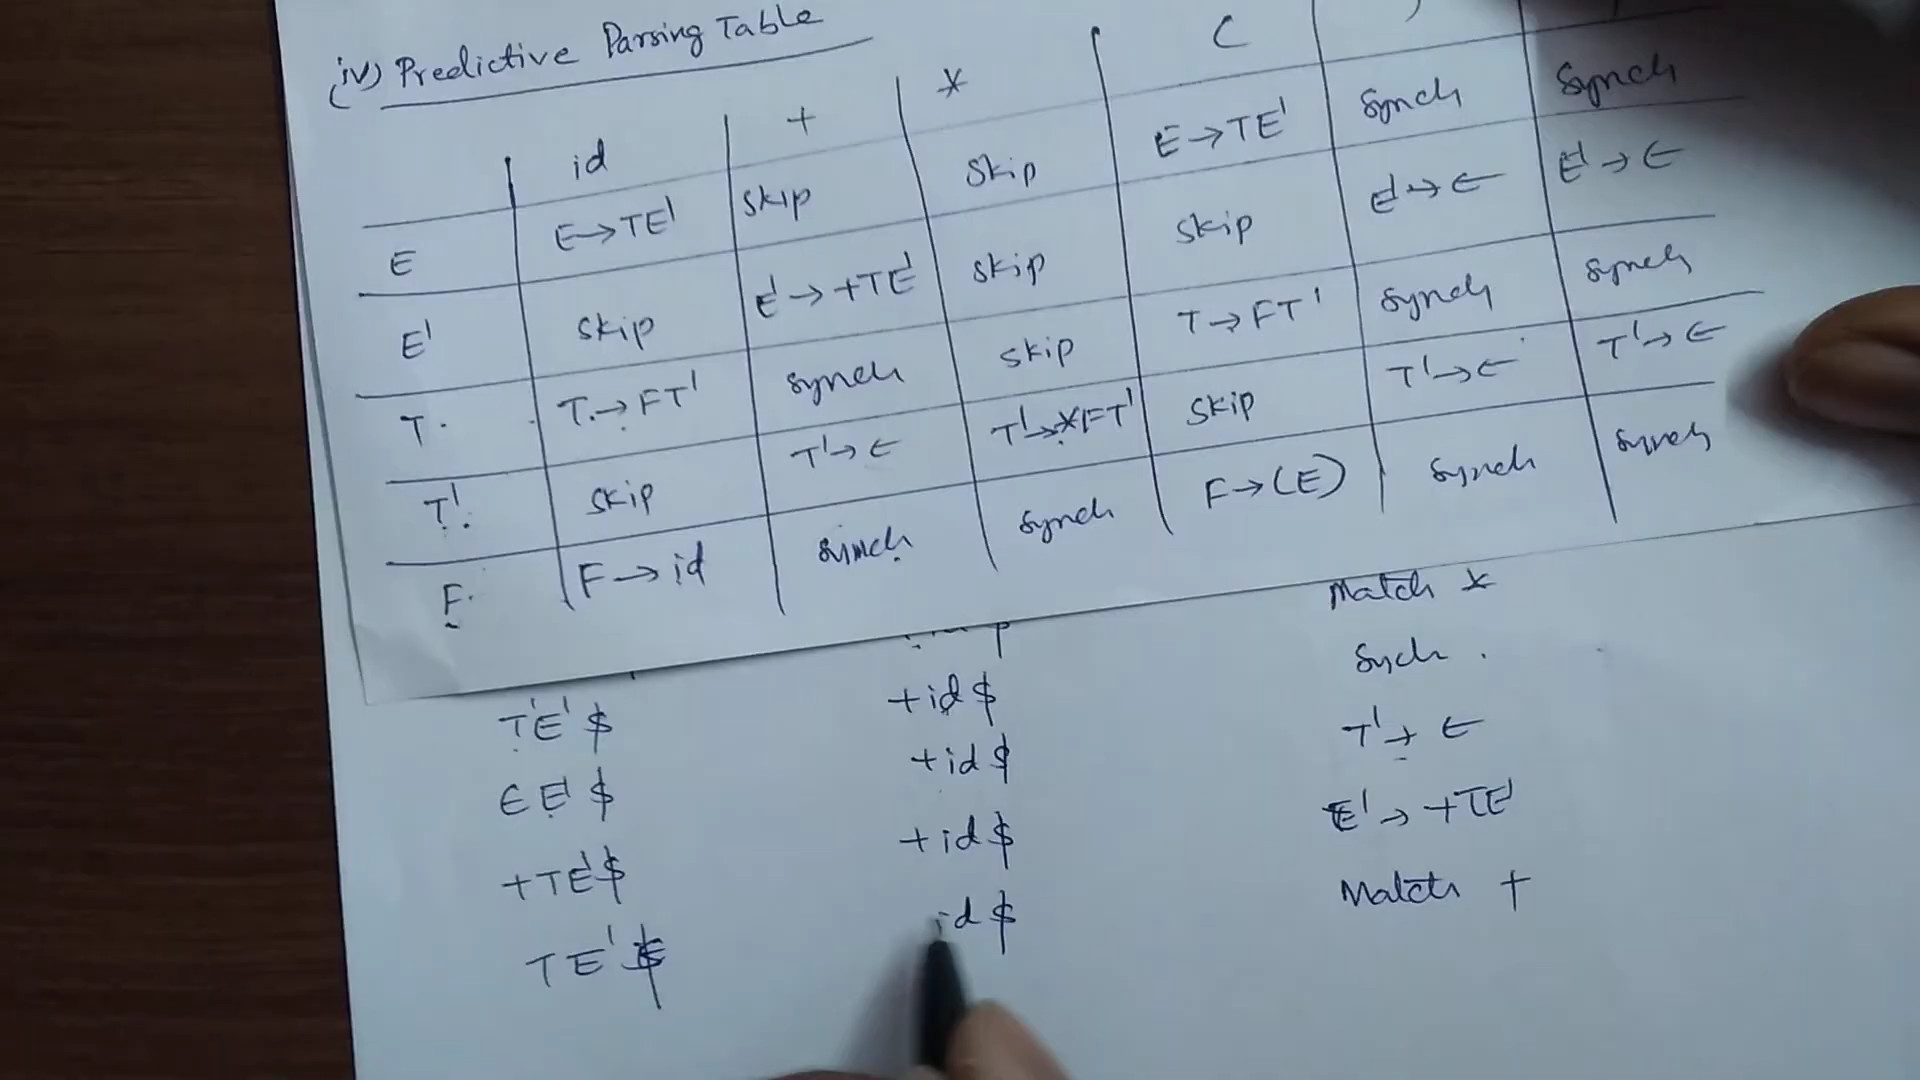 (iv) Predictive Parsing Table
id + * ( )
E E→TE' Skip Skip E→TE' Synch Synch
E' Skip E'→+TE' Skip Skip E'→ϵ E'→ϵ
T. T.→FT' Synch Skip T→FT' Synch Synch
T'. Skip T'→ϵ T'→*FT' Skip T'→ϵ T'→ϵ
F. F→id Synch Synch F→(E) Synch Synch
Match *
Sych.
T'E'$ +id$ T'→ϵ
ϵE'$ +id$ E'→+TE'
+TE'$ +id$ Match +
TE'$ id$